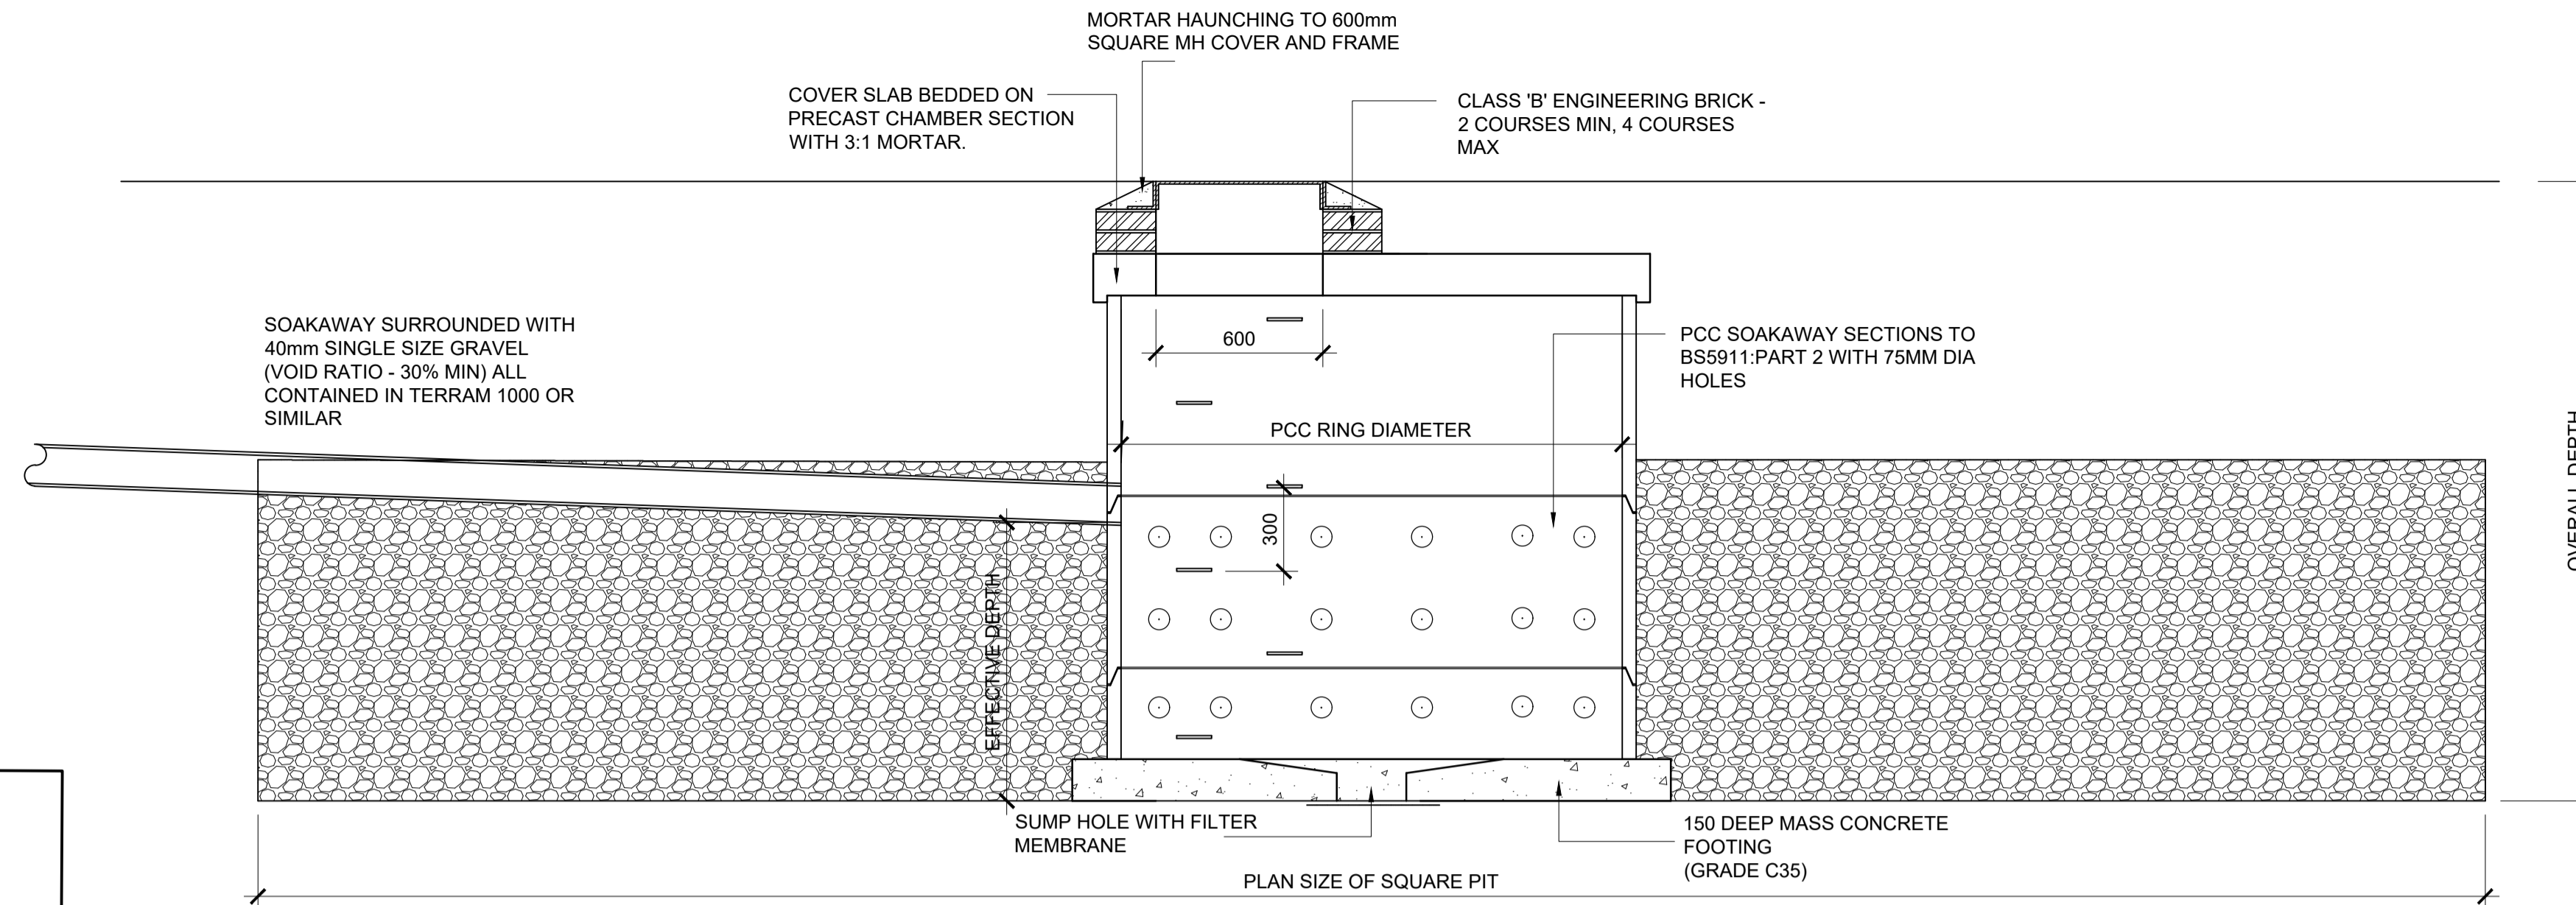 MORTAR HAUNCHING TO 600mm
SQUARE MH COVER AND FRAME
COVER SLAB BEDDED ON
PRECAST CHAMBER SECTION
WITH 3:1 MORTAR.
CLASS 'B' ENGINEERING BRICK -
2 COURSES MIN, 4 COURSES
MAX
SOAKAWAY SURROUNDED WITH
40mm SINGLE SIZE GRAVEL
(VOID RATIO - 30% MIN) ALL
CONTAINED IN TERRAM 1000 OR
SIMILAR
600
PCC SOAKAWAY SECTIONS TO
BS5911:PART 2 WITH 75MM DIA
HOLES
PCC RING DIAMETER
300
EFFECTIVE DEPTH
OVERALL DEPTH
SUMP HOLE WITH FILTER
MEMBRANE
150 DEEP MASS CONCRETE
FOOTING
(GRADE C35)
PLAN SIZE OF SQUARE PIT